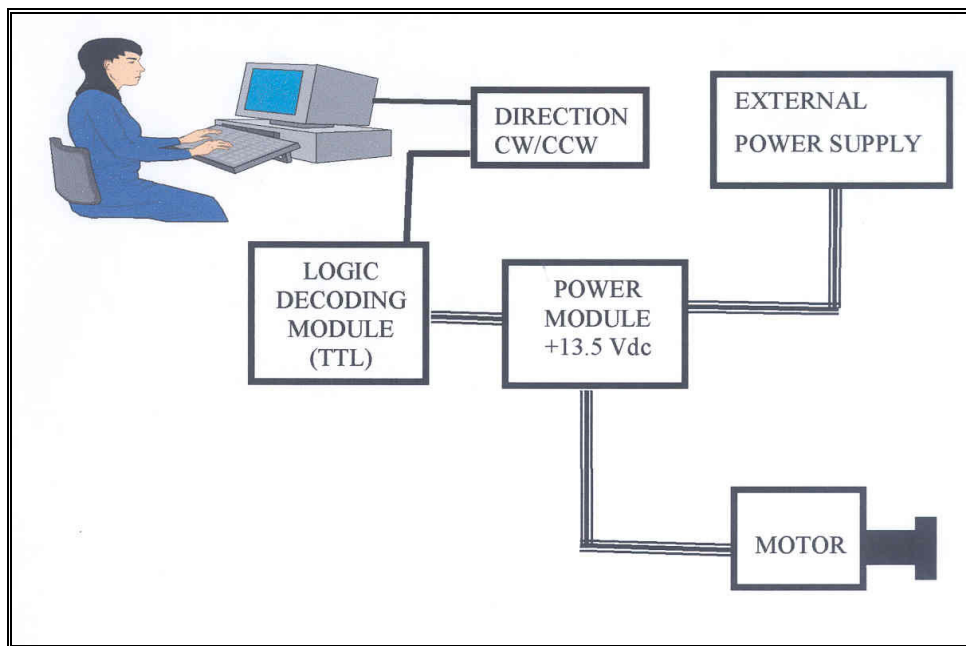 DIRECTION
CW/CCW
EXTERNAL
POWER SUPPLY
LOGIC
DECODING
MODULE
(TTL)
POWER
MODULE
+13.5 Vdc
MOTOR